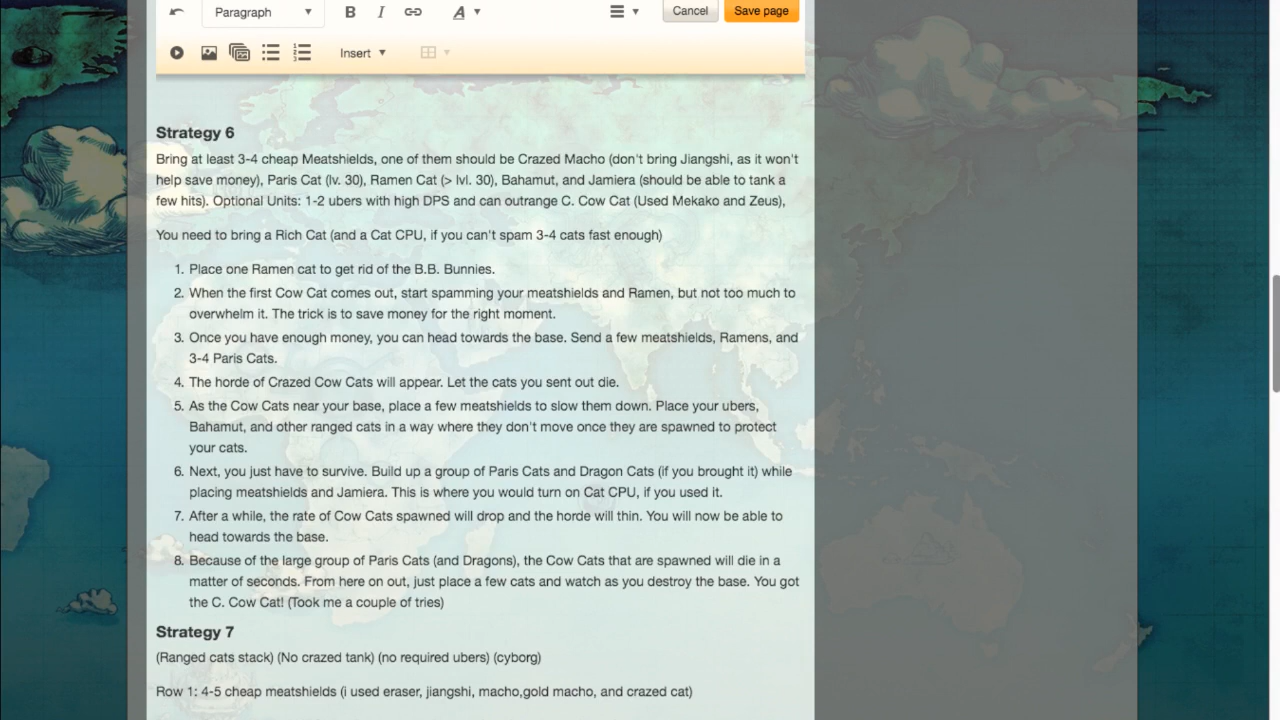 Paragraph B I A Cancel Save page
Insert
Strategy 6
Bring at least 3-4 cheap Meatshields, one of them should be Crazed Macho (don't bring Jiangshi, as it won't
help save money), Paris Cat (lv. 30), Ramen Cat (> lvl. 30), Bahamut, and Jamiera (should be able to tank a
few hits). Optional Units: 1-2 ubers with high DPS and can outrange C. Cow Cat (Used Mekako and Zeus),
You need to bring a Rich Cat (and a Cat CPU, if you can't spam 3-4 cats fast enough)
1. Place one Ramen cat to get rid of the B.B. Bunnies.
2. When the first Cow Cat comes out, start spamming your meatshields and Ramen, but not too much to
overwhelm it. The trick is to save money for the right moment.
3. Once you have enough money, you can head towards the base. Send a few meatshields, Ramens, and
3-4 Paris Cats.
4. The horde of Crazed Cow Cats will appear. Let the cats you sent out die.
5. As the Cow Cats near your base, place a few meatshields to slow them down. Place your ubers,
Bahamut, and other ranged cats in a way where they don't move once they are spawned to protect
your cats.
6. Next, you just have to survive. Build up a group of Paris Cats and Dragon Cats (if you brought it) while
placing meatshields and Jamiera. This is where you would turn on Cat CPU, if you used it.
7. After a while, the rate of Cow Cats spawned will drop and the horde will thin. You will now be able to
head towards the base.
8. Because of the large group of Paris Cats (and Dragons), the Cow Cats that are spawned will die in a
matter of seconds. From here on out, just place a few cats and watch as you destroy the base. You got
the C. Cow Cat! (Took me a couple of tries)
Strategy 7
(Ranged cats stack) (No crazed tank) (no required ubers) (cyborg)
Row 1: 4-5 cheap meatshields (i used eraser, jiangshi, macho,gold macho, and crazed cat)